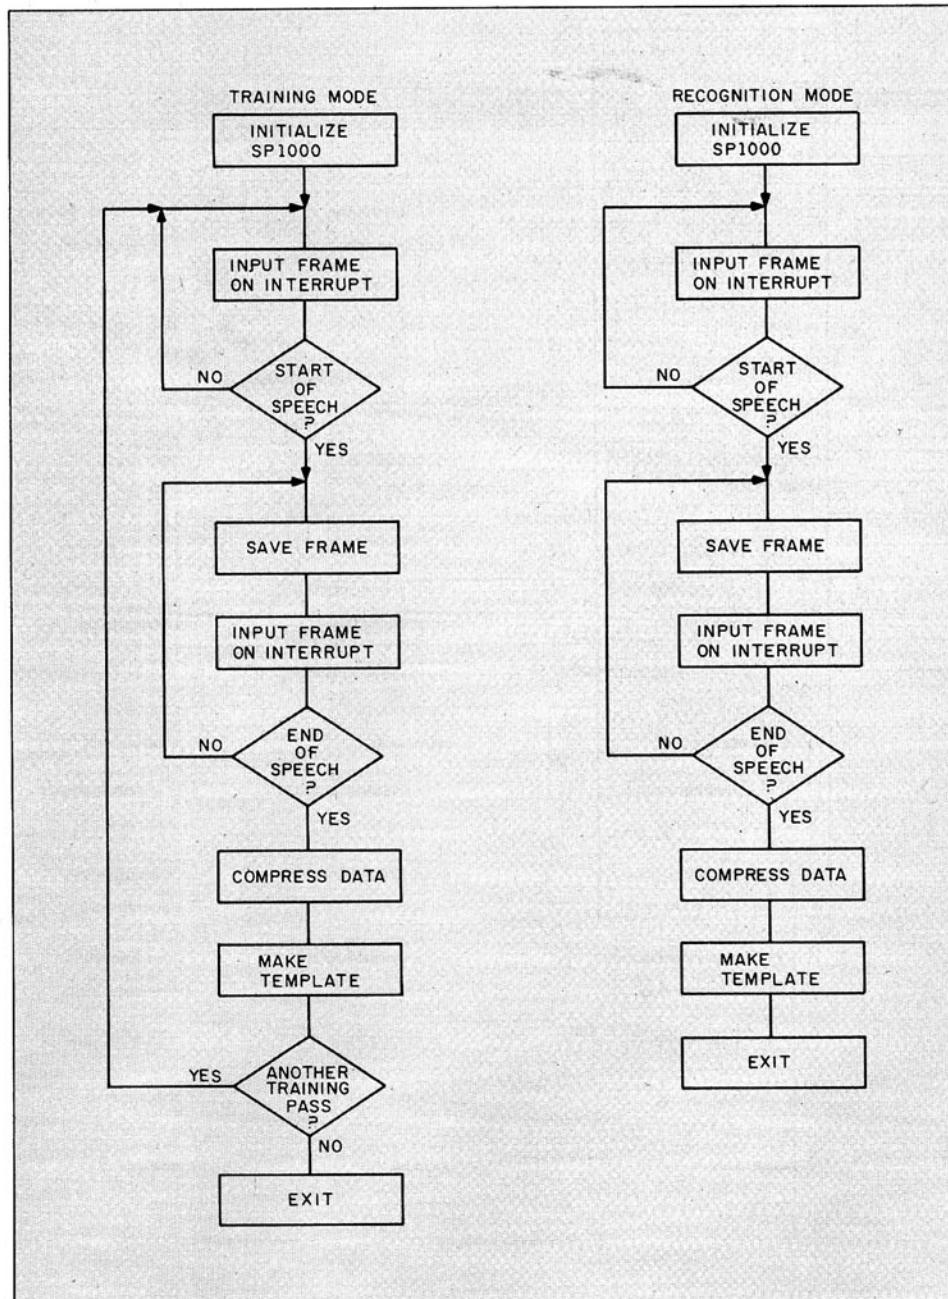 TRAINING MODE
INITIALIZE
SP1000
INPUT FRAME
ON INTERRUPT
NO
START
OF
SPEECH
?
YES
SAVE FRAME
INPUT FRAME
ON INTERRUPT
NO
END
OF
SPEECH
?
YES
COMPRESS DATA
MAKE
TEMPLATE
YES
ANOTHER
TRAINING
PASS
?
NO
EXIT
RECOGNITION MODE
INITIALIZE
SP1000
INPUT FRAME
ON INTERRUPT
NO
START
OF
SPEECH
?
YES
SAVE FRAME
INPUT FRAME
ON INTERRUPT
NO
END
OF
SPEECH
?
YES
COMPRESS DATA
MAKE
TEMPLATE
EXIT